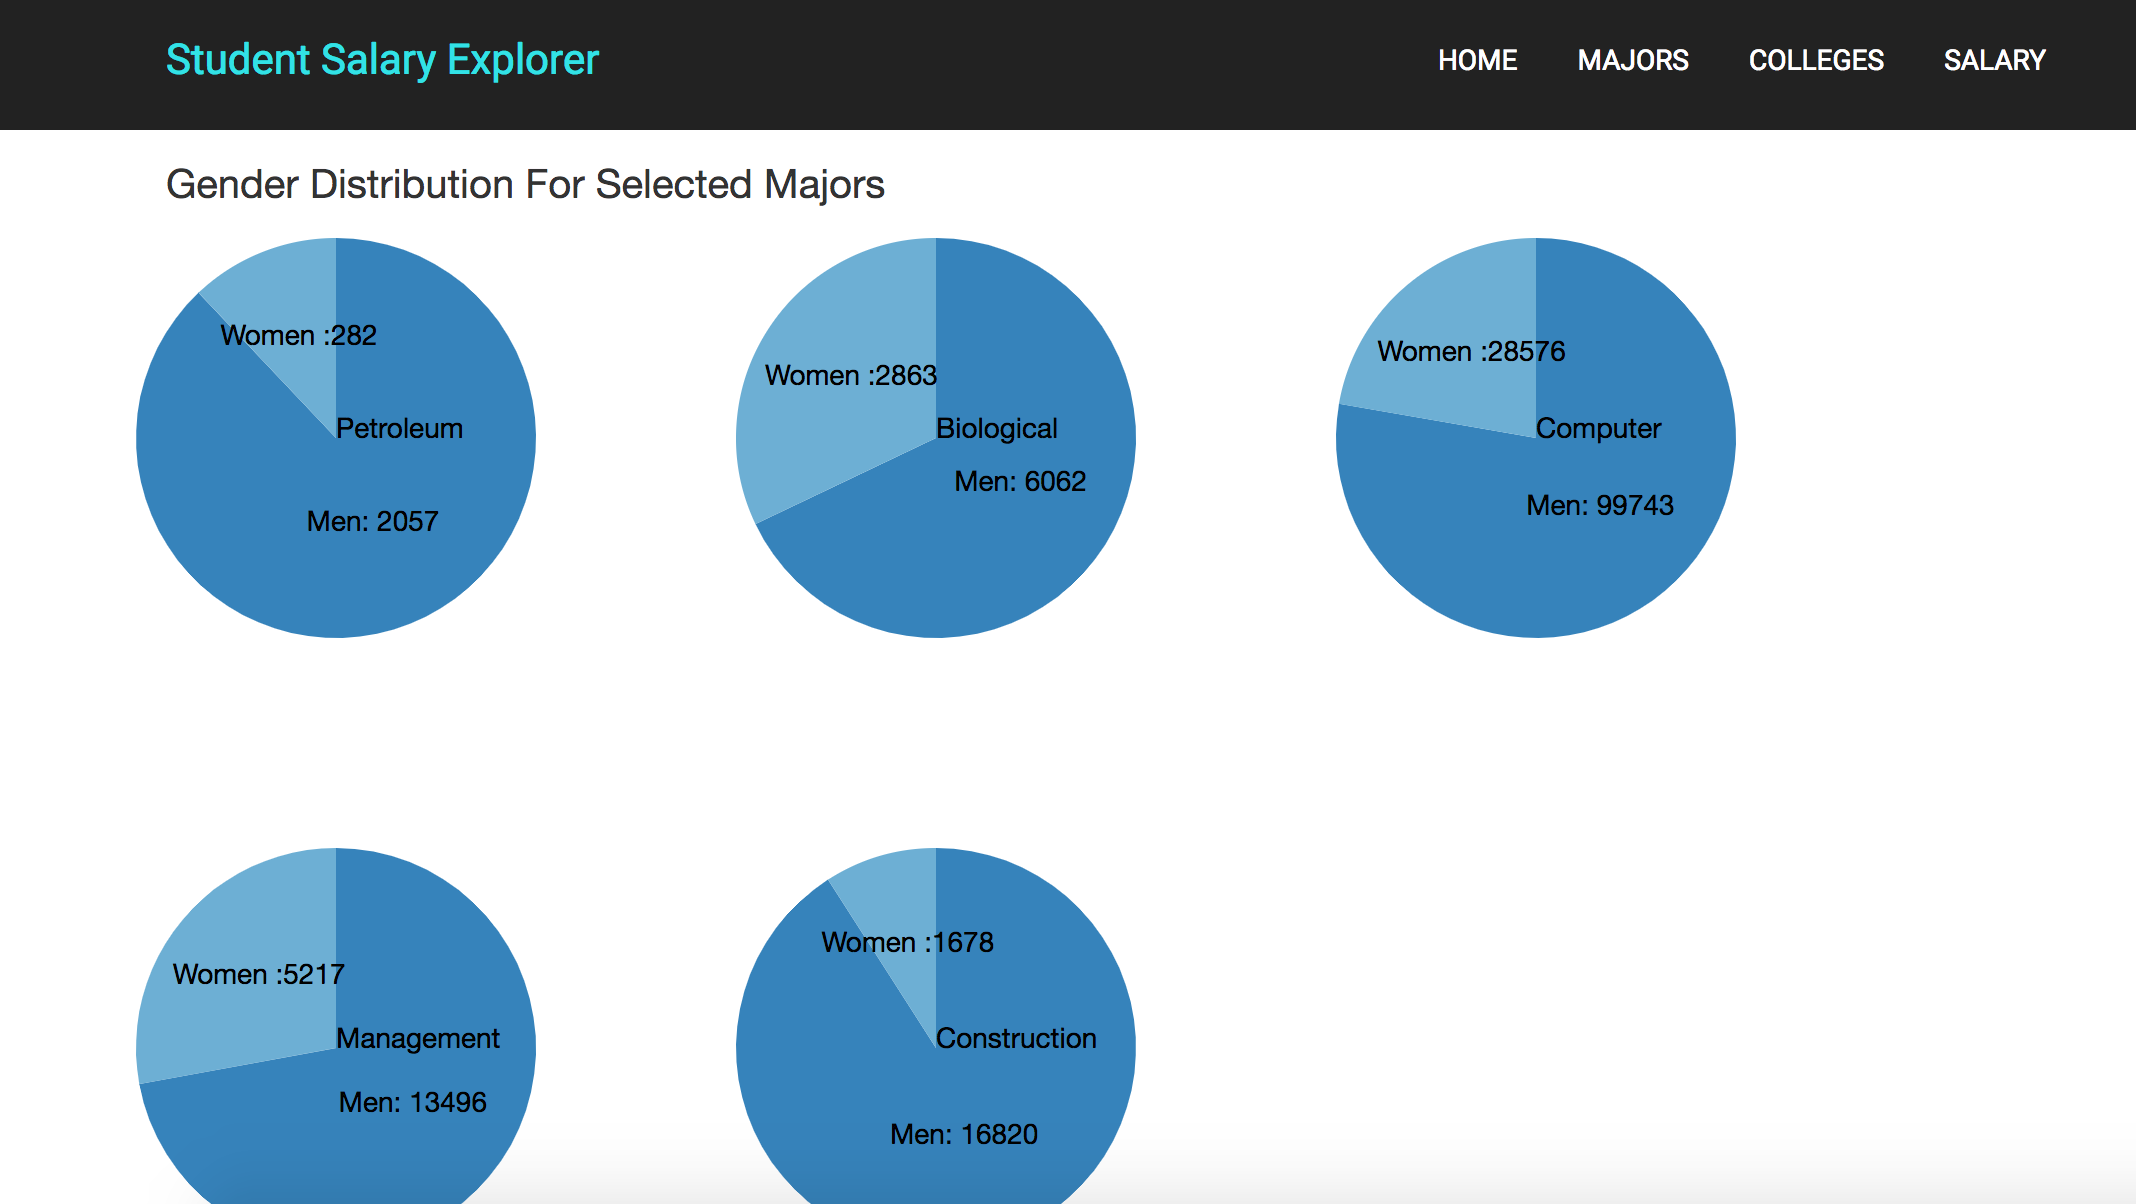 Student Salary Explorer
HOME MAJORS COLLEGES SALARY
Gender Distribution For Selected Majors
Women :282
Petroleum
Men: 2057
Women :2863
Biological
Men: 6062
Women :28576
Computer
Men: 99743
Women :5217
Management
Men: 13496
Women :1678
Construction
Men: 16820